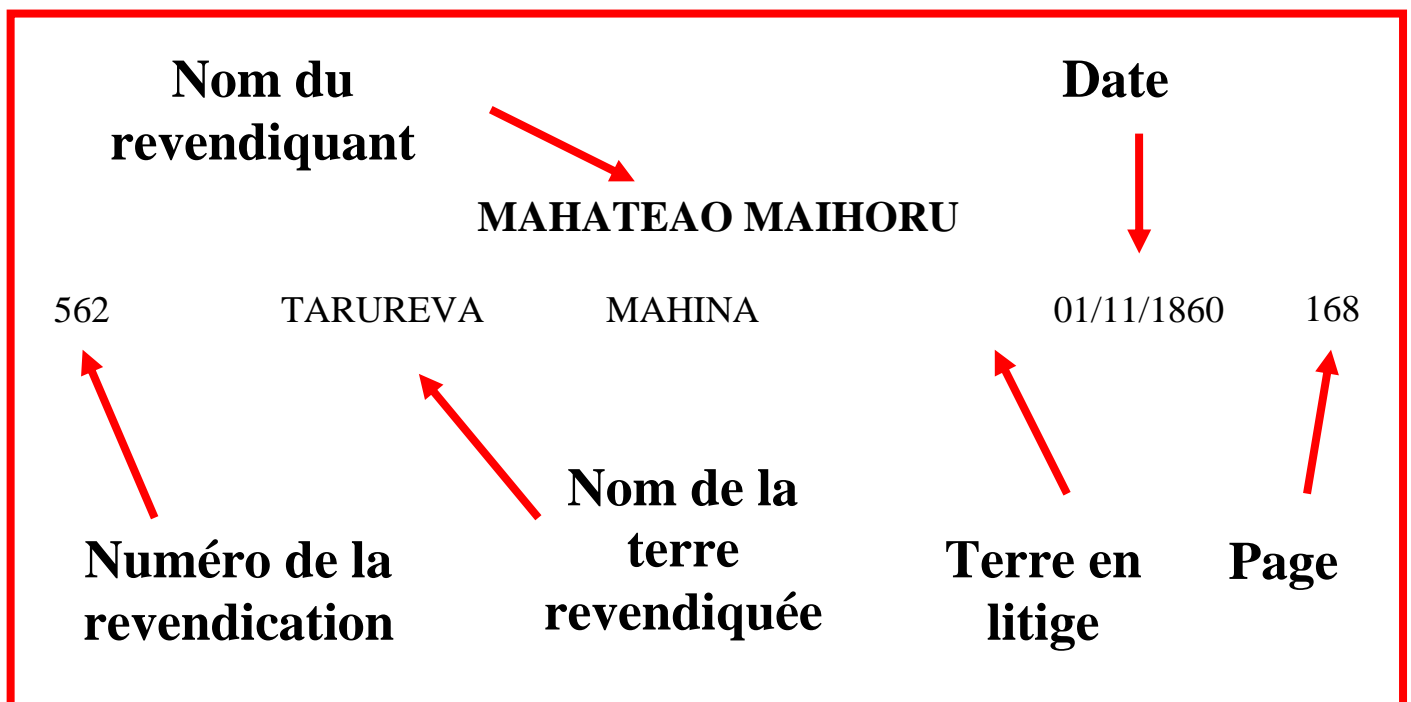 Nom du
revendiquant
Date
MAHATEAO MAIHORU
562 TARUREVA MAHINA 01/11/1860 168
Numéro de la
revendication
Nom de la
terre
revendiquée
Terre en
litige
Page